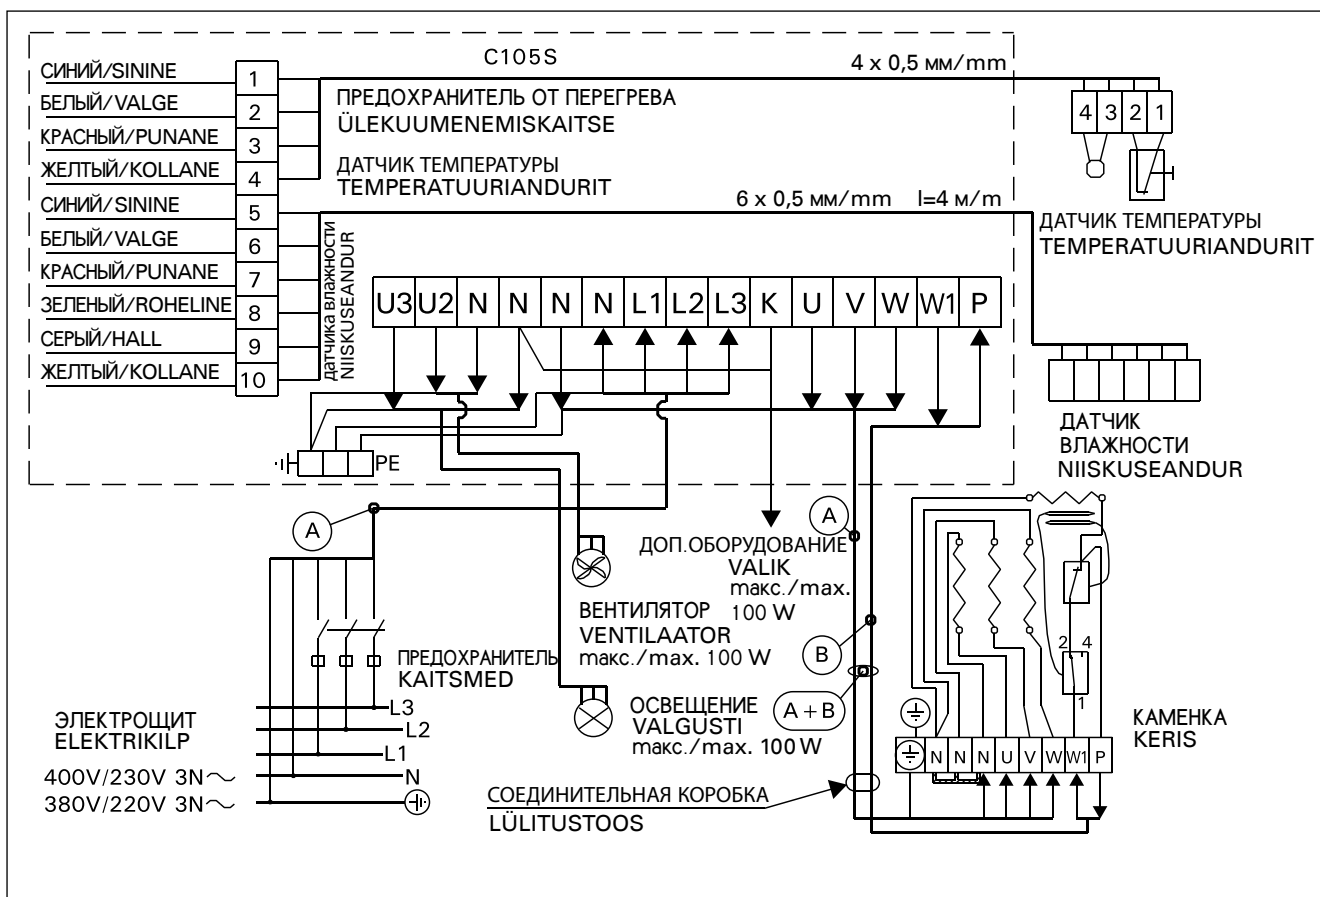 C105S
4 x 0,5 мм/mm
СИНИЙ/SININE
1
БЕЛЫЙ/VALGE
2
КРАСНЫЙ/PUNANE
3
ЖЕЛТЫЙ/KOLLANE
4
СИНИЙ/SININE
5
БЕЛЫЙ/VALGE
6
КРАСНЫЙ/PUNANE
7
ЗЕЛЕНЫЙ/ROHELINE
8
СЕРЫЙ/HALL
9
ЖЕЛТЫЙ/KOLLANE
10
ПРЕДОХРАНИТЕЛЬ ОТ ПЕРЕГРЕВА
ÜLEKUUMENEMISKAITSE
ДАТЧИК ТЕМПЕРАТУРЫ
TEMPERATUURIANDURIT
6 x 0,5 мм/mm l=4 м/m
датчика влажности
NIISKUSEANDUR
4 3 2 1
ДАТЧИК ТЕМПЕРАТУРЫ
TEMPERATUURIANDURIT
U3 U2 N N N N L1 L2 L3 K U V W W1 P
ДАТЧИК
ВЛАЖНОСТИ
NIISKUSEANDUR
PE
A
A
ДОП.ОБОРУДОВАНИЕ
VALIK
макс./max.
100 W
ВЕНТИЛЯТОР
VENTILAATOR
макс./max. 100 W
B
ПРЕДОХРАНИТЕЛЬ
KAITSMED
ОСВЕЩЕНИЕ
VALGUSTI
макс./max. 100 W
A + B
2 4
1
ЭЛЕКТРОЩИТ
ELEKTRIKILP
L3
L2
L1
400V/230V 3N～ N
380V/220V 3N～
КАМЕНКА
KERIS
N N N U V W W1 P
СОЕДИНИТЕЛЬНАЯ КОРОБКА
LÜLITUSTOOS